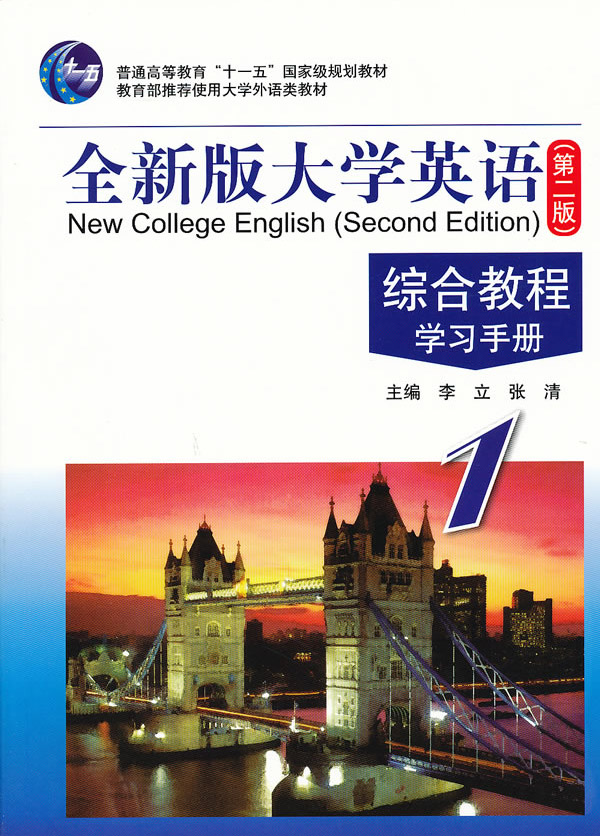 十一五
普通高等教育“十一五”国家级规划教材
教育部推荐使用大学外语类教材
全新版大学英语
(第二版)
New College English (Second Edition)
综合教程
学习手册
主编 李 立 张 清
1